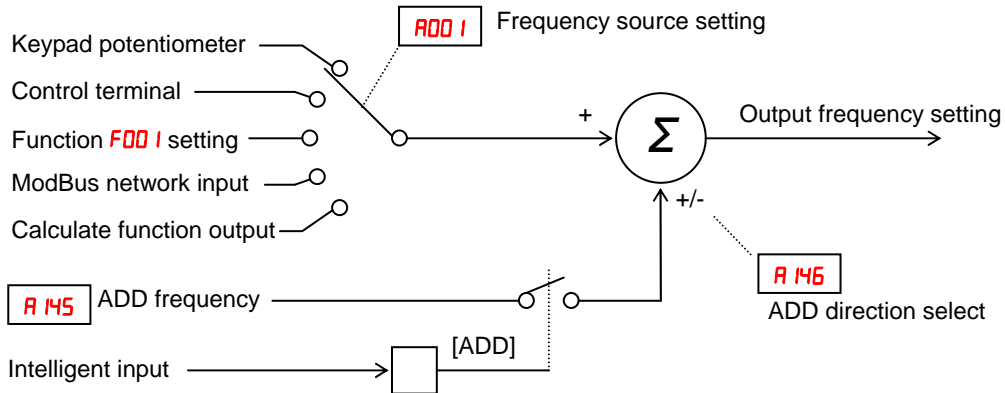 A001 Frequency source setting
Keypad potentiometer
Control terminal
Function F001 setting
ModBus network input
Calculate function output
+
Σ
Output frequency setting
+/-
A145 ADD frequency
A146
ADD direction select
[ADD]
Intelligent input